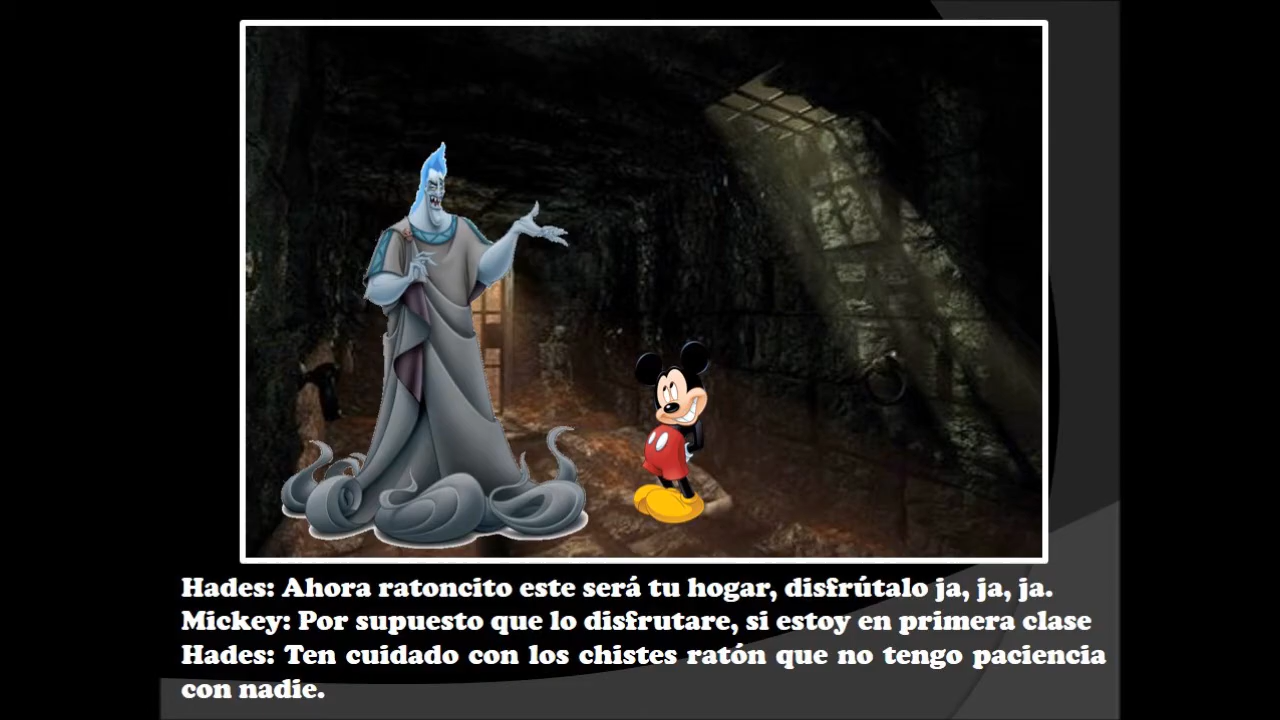 Hades: Ahora ratoncito este será tu hogar, disfrútalo ja, ja, ja.
Mickey: Por supuesto que lo disfrutare, si estoy en primera clase
Hades: Ten cuidado con los chistes ratón que no tengo paciencia
con nadie.